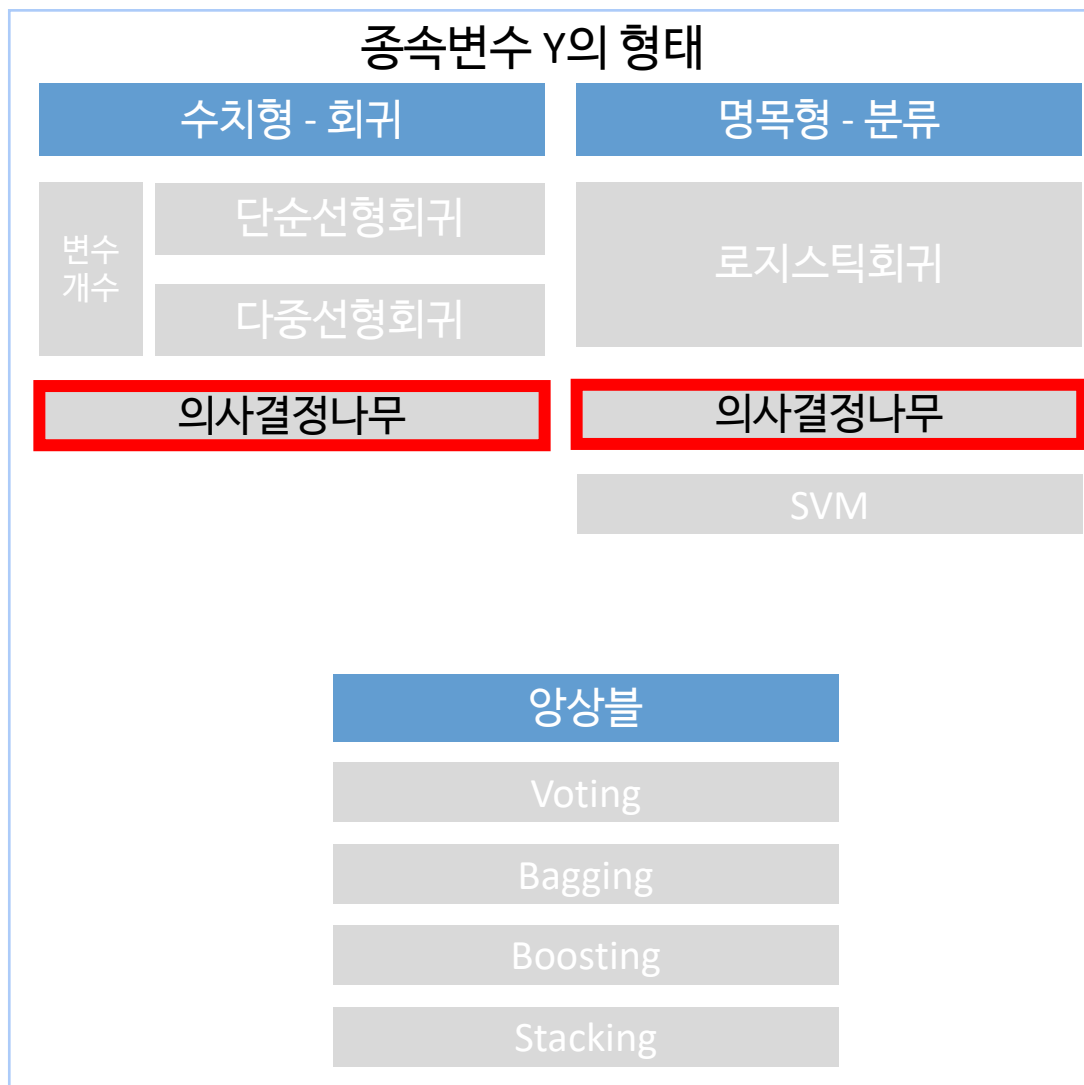 종속변수 Y의 형태
수치형 - 회귀
명목형 - 분류
변수
개수
단순선형회귀
다중선형회귀
로지스틱회귀
의사결정나무
의사결정나무
SVM
앙상블
Voting
Bagging
Boosting
Stacking